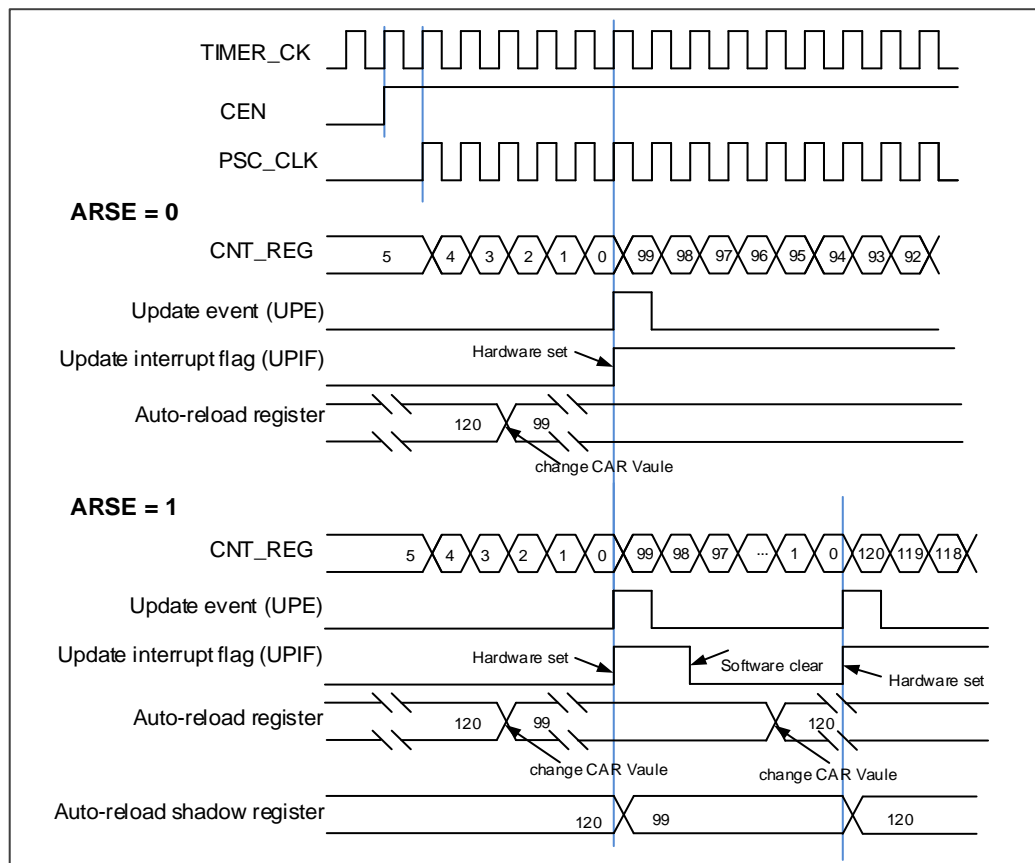 TIMER_CK
CEN
PSC_CLK
ARSE = 0
CNT_REG 5 4 3 2 1 0 99 98 97 96 95 94 93 92
Update event (UPE)
Update interrupt flag (UPIF) Hardware set
Auto-reload register 120 99
change CAR Vaule
ARSE = 1
CNT_REG 5 4 3 2 1 0 99 98 97 ... 1 0 120 119 118
Update event (UPE)
Update interrupt flag (UPIF) Hardware set Software clear Hardware set
Auto-reload register 120 99 120
change CAR Vaule change CAR Vaule
Auto-reload shadow register 120 99 120